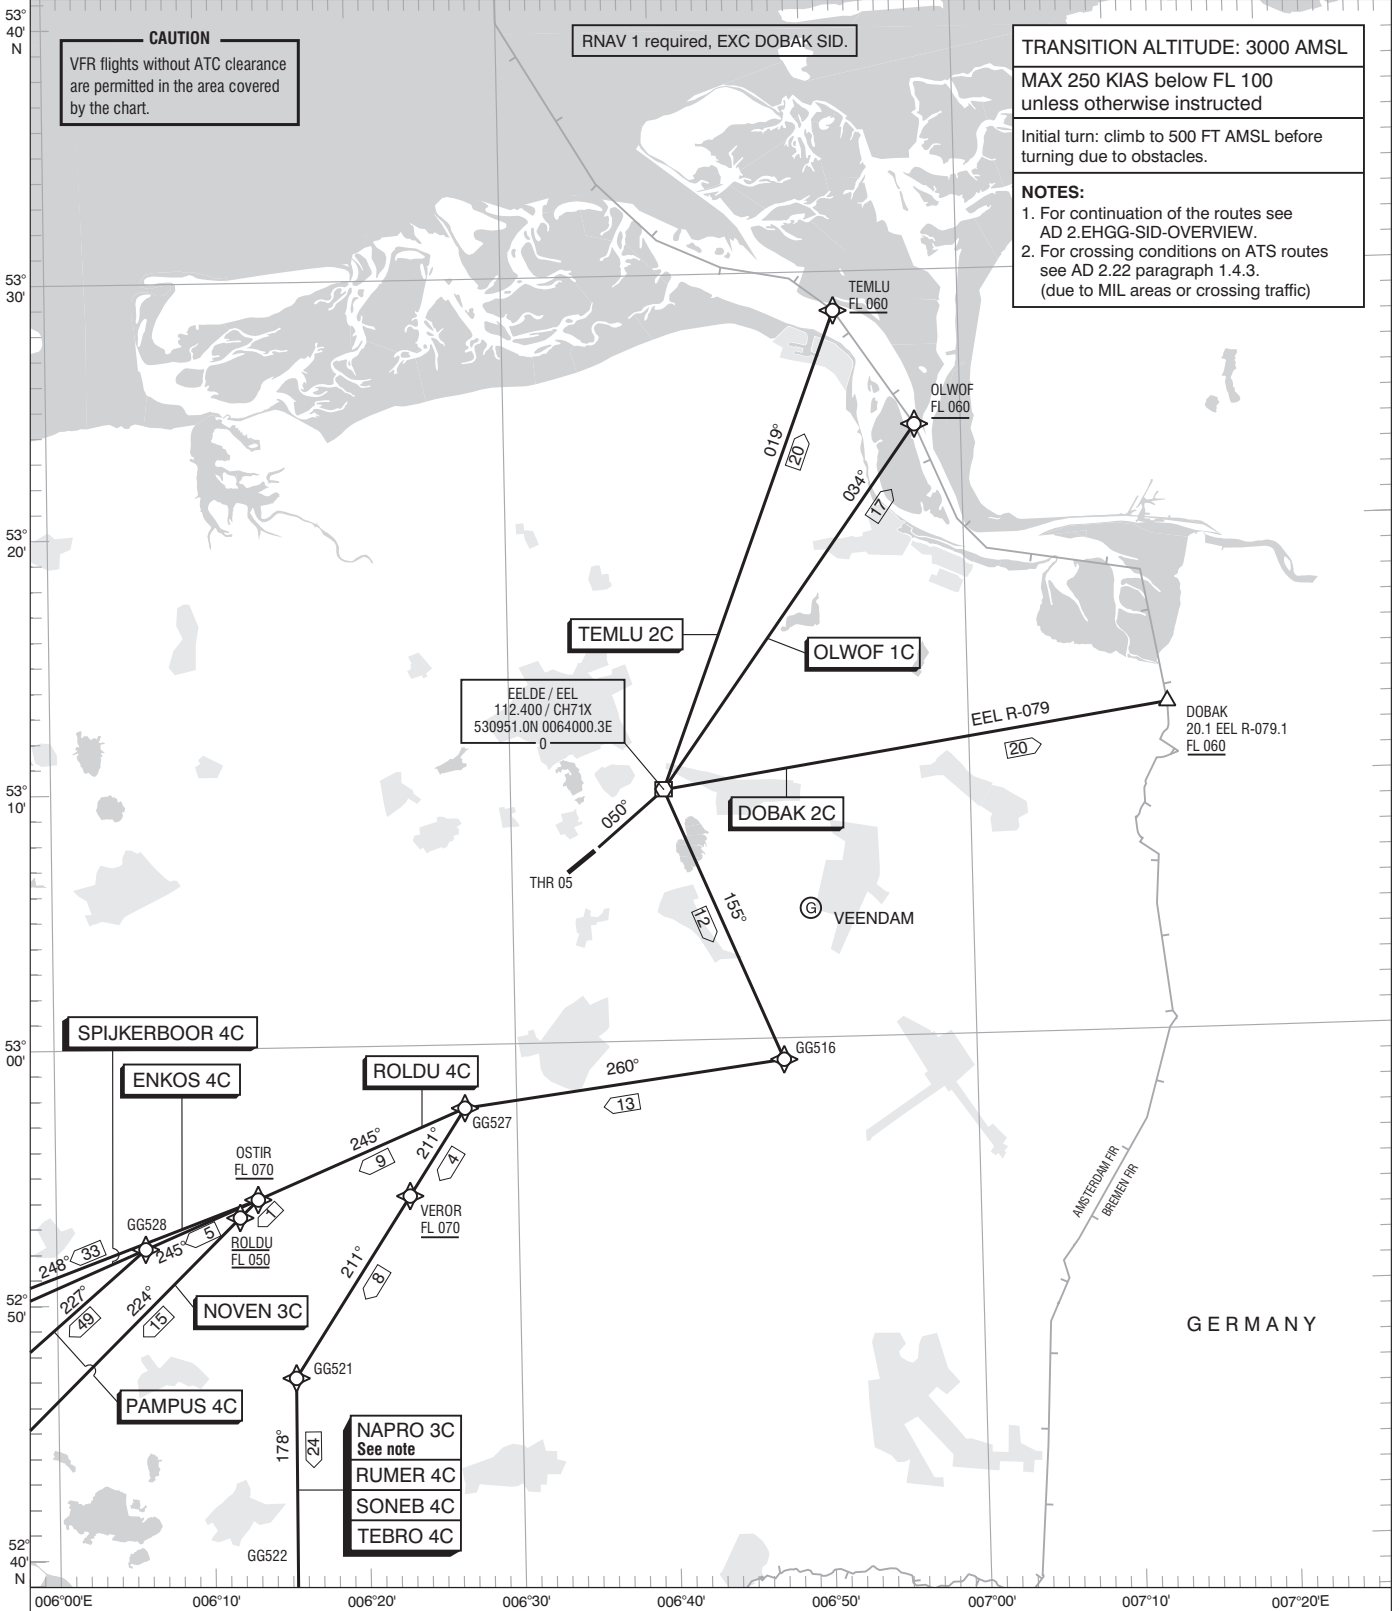 53°
40'
N
CAUTION
VFR flights without ATC clearance
are permitted in the area covered
by the chart.
RNAV 1 required, EXC DOBAK SID.
TRANSITION ALTITUDE: 3000 AMSL
MAX 250 KIAS below FL 100
unless otherwise instructed
Initial turn: climb to 500 FT AMSL before
turning due to obstacles.
NOTES:
1. For continuation of the routes see
AD 2.EHGG-SID-OVERVIEW.
2. For crossing conditions on ATS routes
see AD 2.22 paragraph 1.4.3.
(due to MIL areas or crossing traffic)
53°
30'
TEMLU
FL 060
OLWOF
FL 060
019°
20
034°
17
53°
20'
TEMLU 2C
OLWOF 1C
EELDE / EEL
112.400 / CH71X
530951.0N 0064000.3E
0
EEL R-079
20
DOBAK
20.1 EEL R-079.1
FL 060
53°
10'
050°
DOBAK 2C
THR 05
155°
12
G
VEENDAM
53°
00'
SPIJKERBOOR 4C
ENKOS 4C
ROLDU 4C
260°
13
GG516
GG527
245°
9
211°
4
OSTIR
FL 070
1
VEROR
FL 070
AMSTERDAM FIR
BREMEN FIR
GG528
5
245°
ROLDU
FL 050
248°
33
211°
8
227°
49
224°
15
52°
50'
NOVEN 3C
GERMANY
GG521
PAMPUS 4C
178°
24
NAPRO 3C
See note
RUMER 4C
SONEB 4C
TEBRO 4C
GG522
52°
40'
N
006°00'E
006°10'
006°20'
006°30'
006°40'
006°50'
007°00'
007°10'
007°20'E